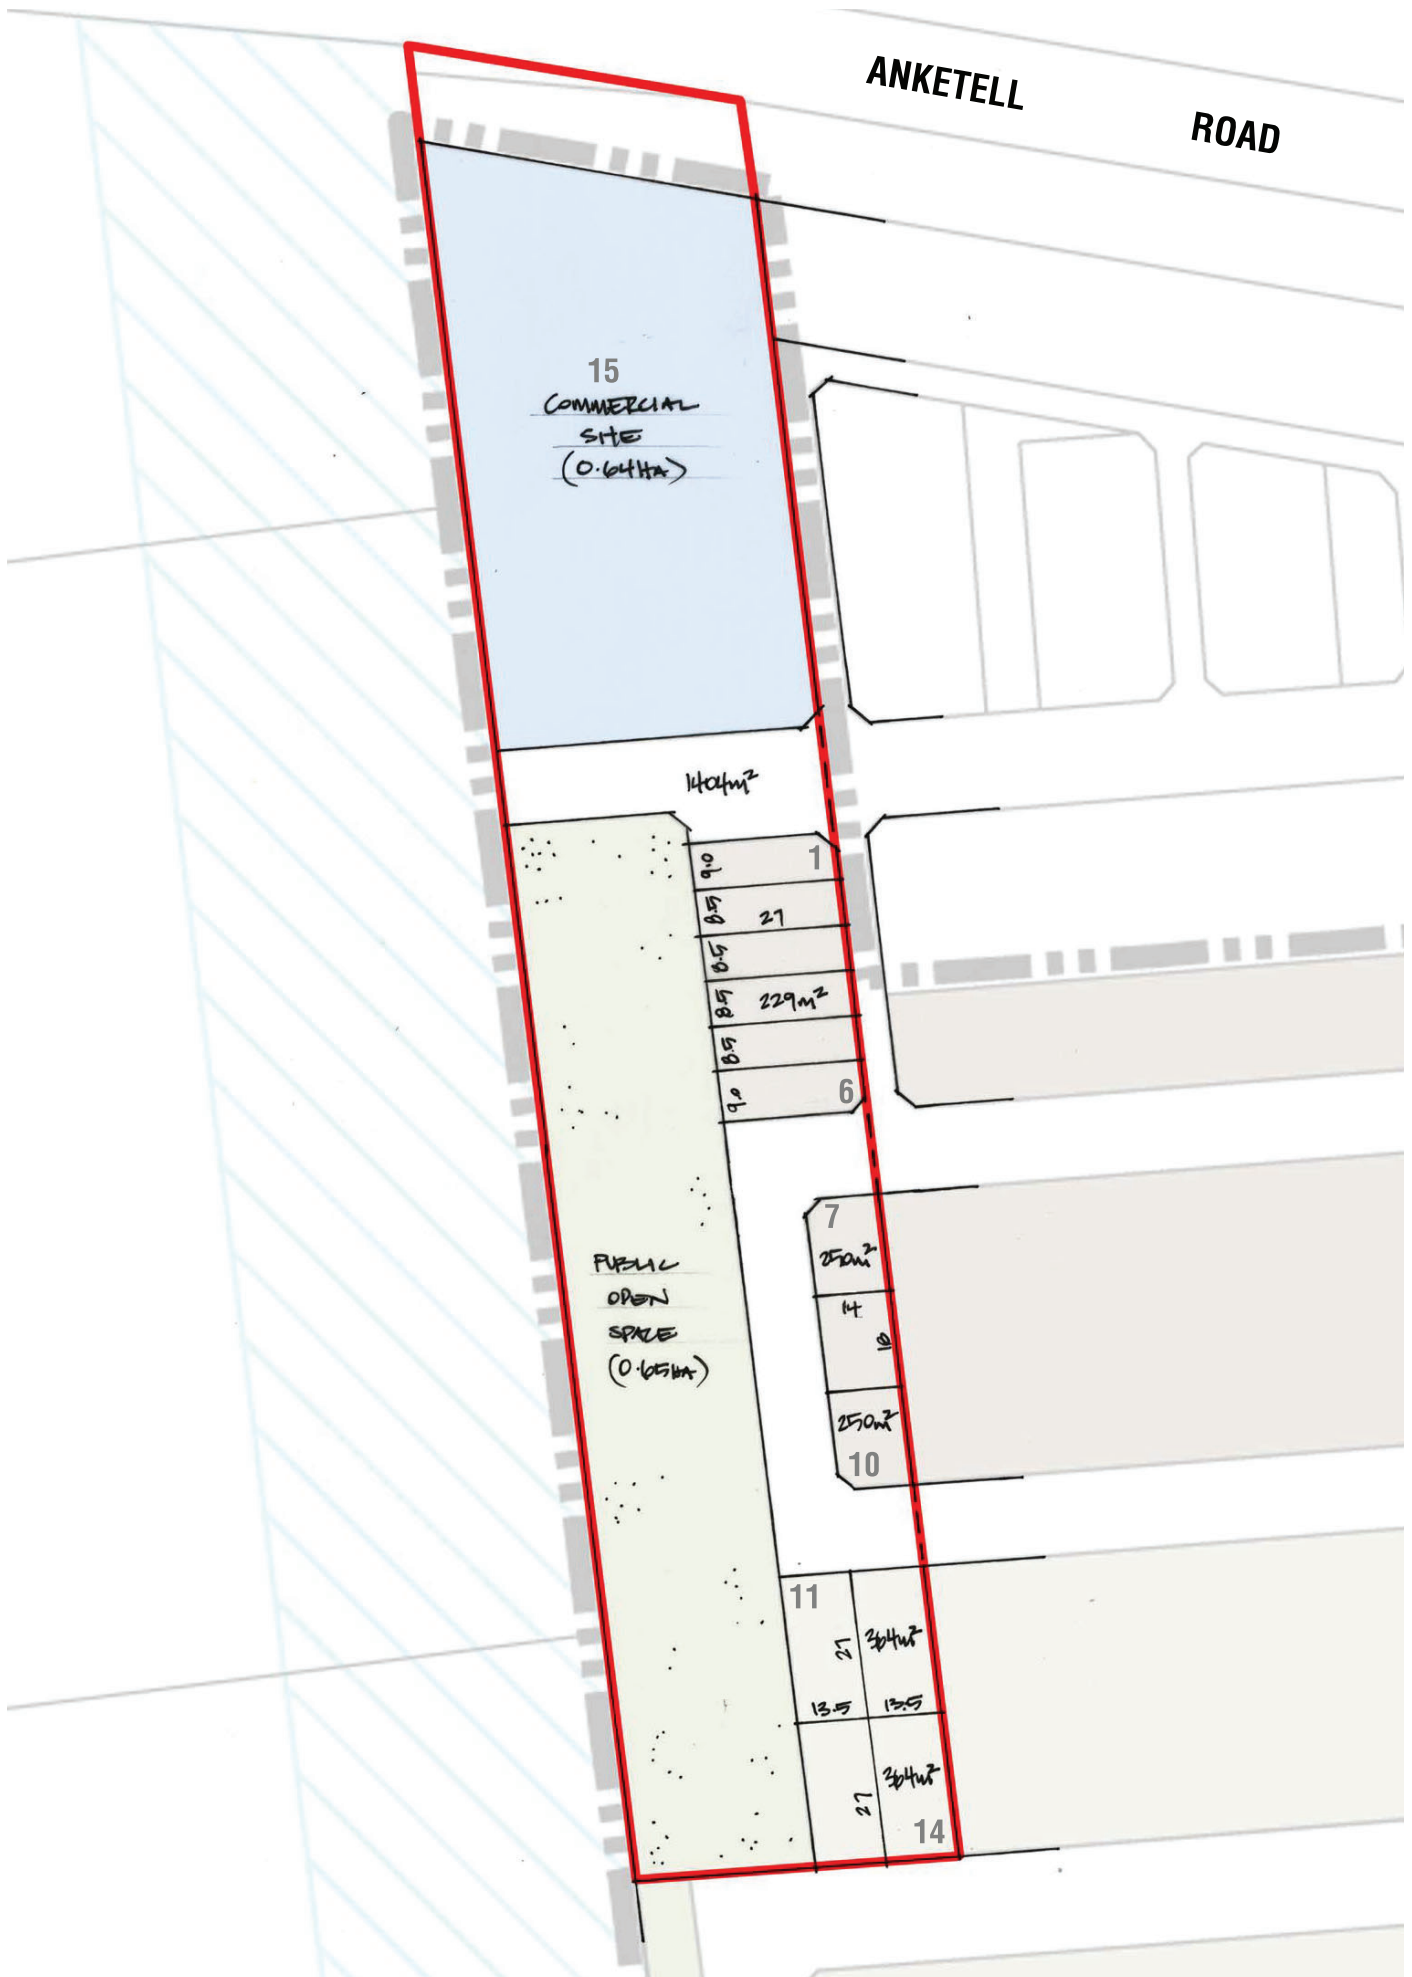 ANKETELL ROAD
15
COMMERCIAL
SITE
(0.64HA)
1404m²
1
9.0
8.5
27
8.5
8.5
229m²
8.5
9.0
6
7
250m²
14
18
250m²
10
PUBLIC
OPEN
SPACE
(0.65HA)
11
27
364m²
13.5
13.5
27
364m²
14